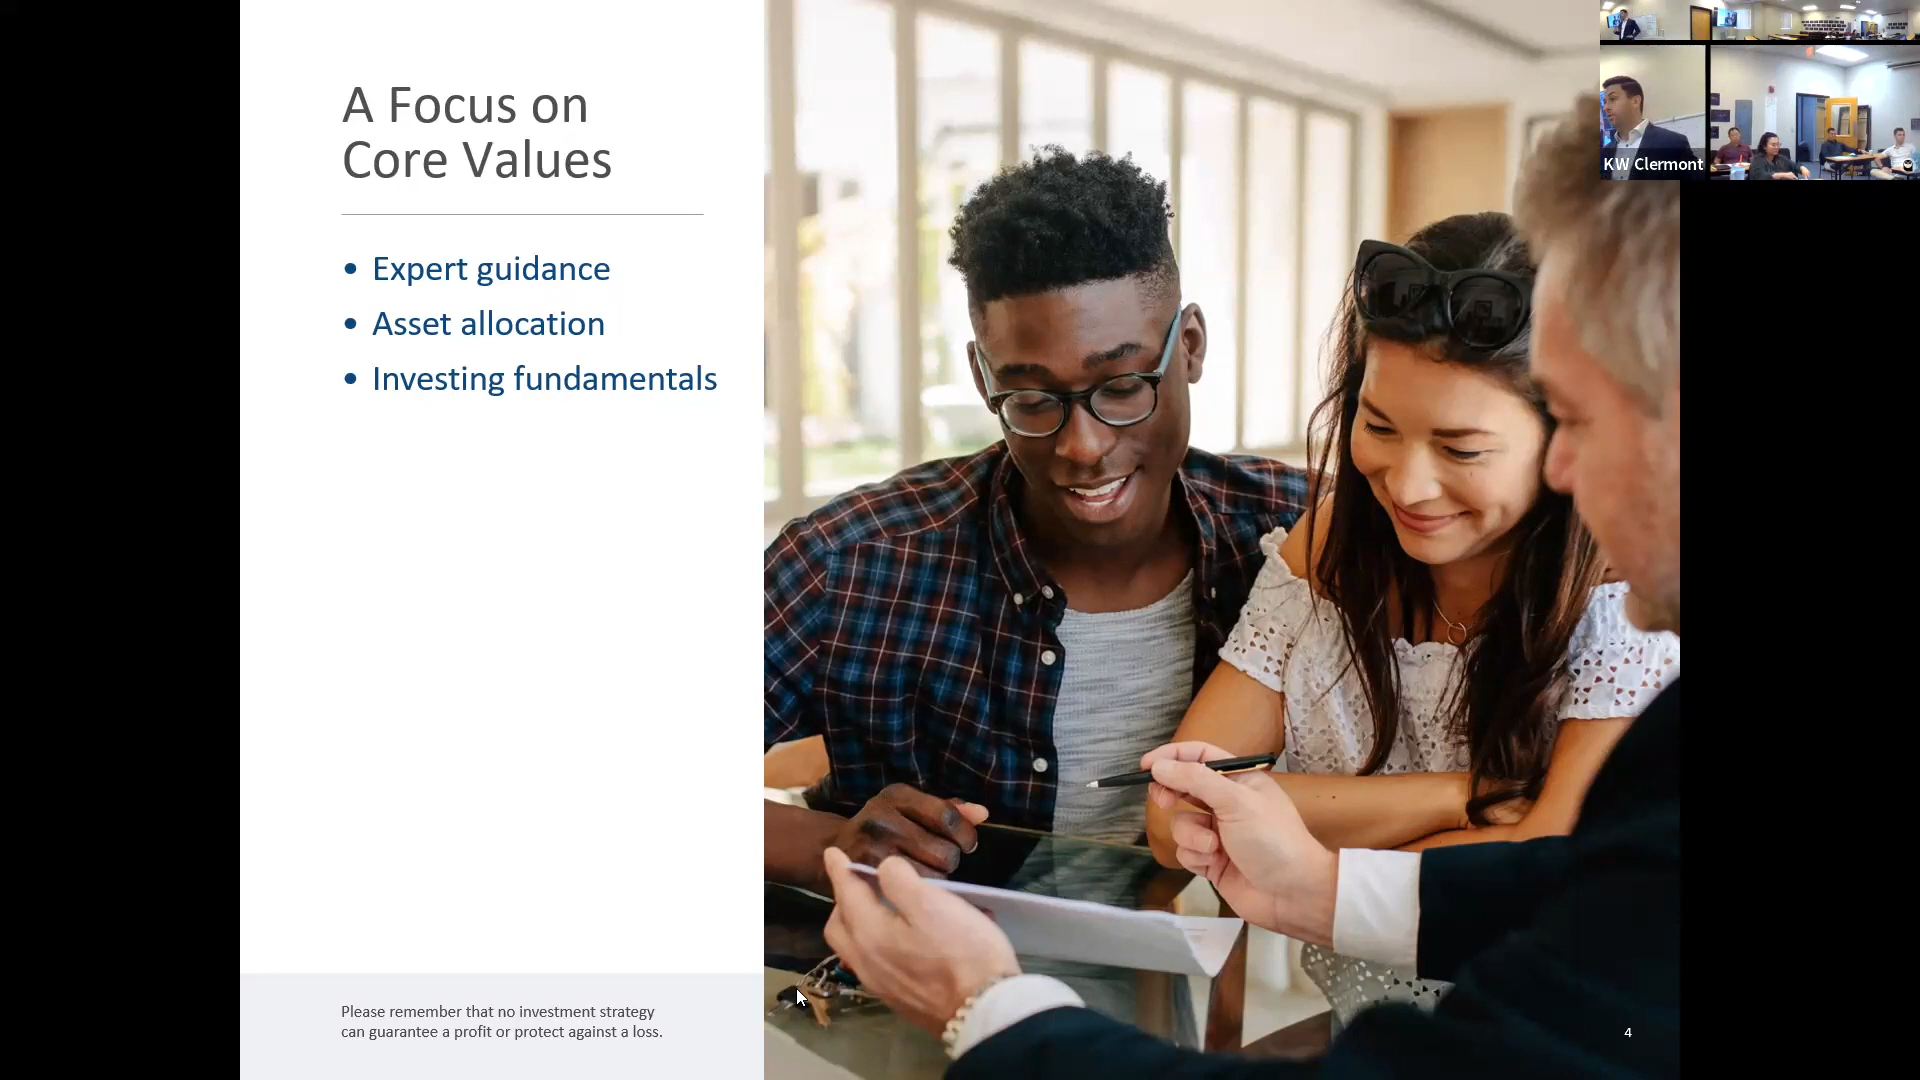 A Focus on
Core Values
• Expert guidance
• Asset allocation
• Investing fundamentals
Please remember that no investment strategy
can guarantee a profit or protect against a loss.
4
KW Clermont